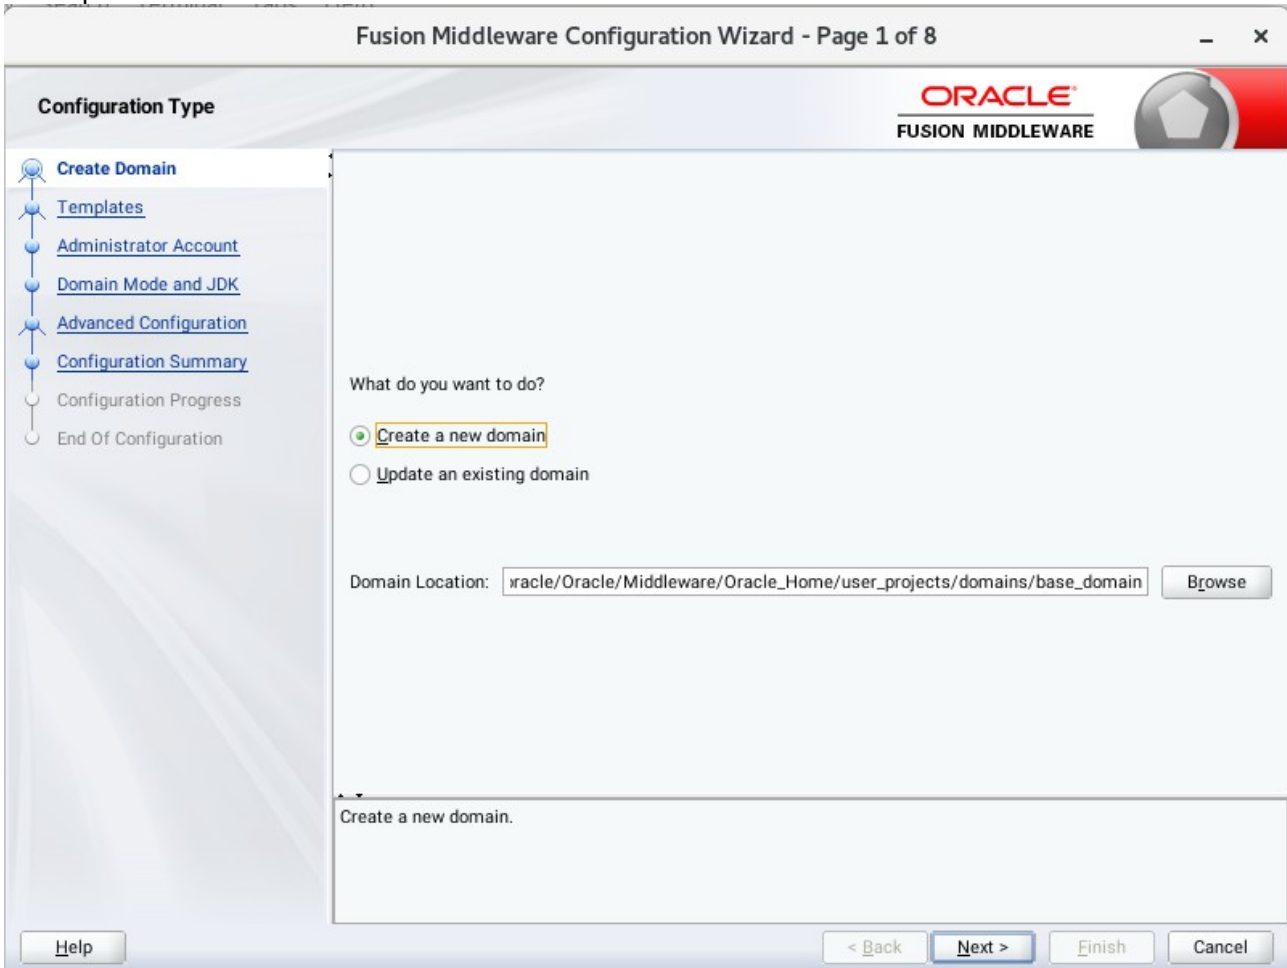 Fusion Middleware Configuration Wizard - Page 1 of 8
Configuration Type
ORACLE
FUSION MIDDLEWARE
Create Domain
Templates
Administrator Account
Domain Mode and JDK
Advanced Configuration
Configuration Summary
Configuration Progress
End Of Configuration
What do you want to do?
Create a new domain
Update an existing domain
Domain Location: racle/Oracle/Middleware/Oracle_Home/user_projects/domains/base_domain Browse
Create a new domain.
Help < Back Next > Finish Cancel